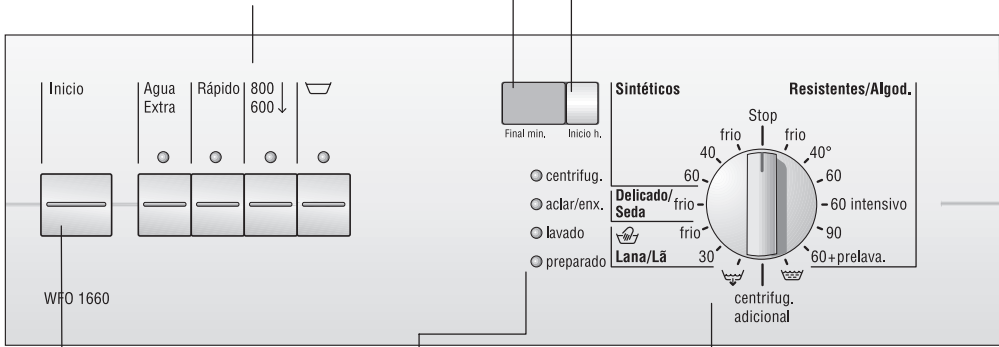 Inicio
Agua
Extra
Rápido
800
600
Final min.
Inicio h.
centrifug.
aclar/enx.
lavado
preparado
Sintéticos
Resistentes/Algod.
Delicado/
Seda
Lana/Lã
Stop
frio
frio
40
40°
60
60
frio
60 intensivo
frio
90
30
60+prelava.
centrifug.
adicional
WFO 1660